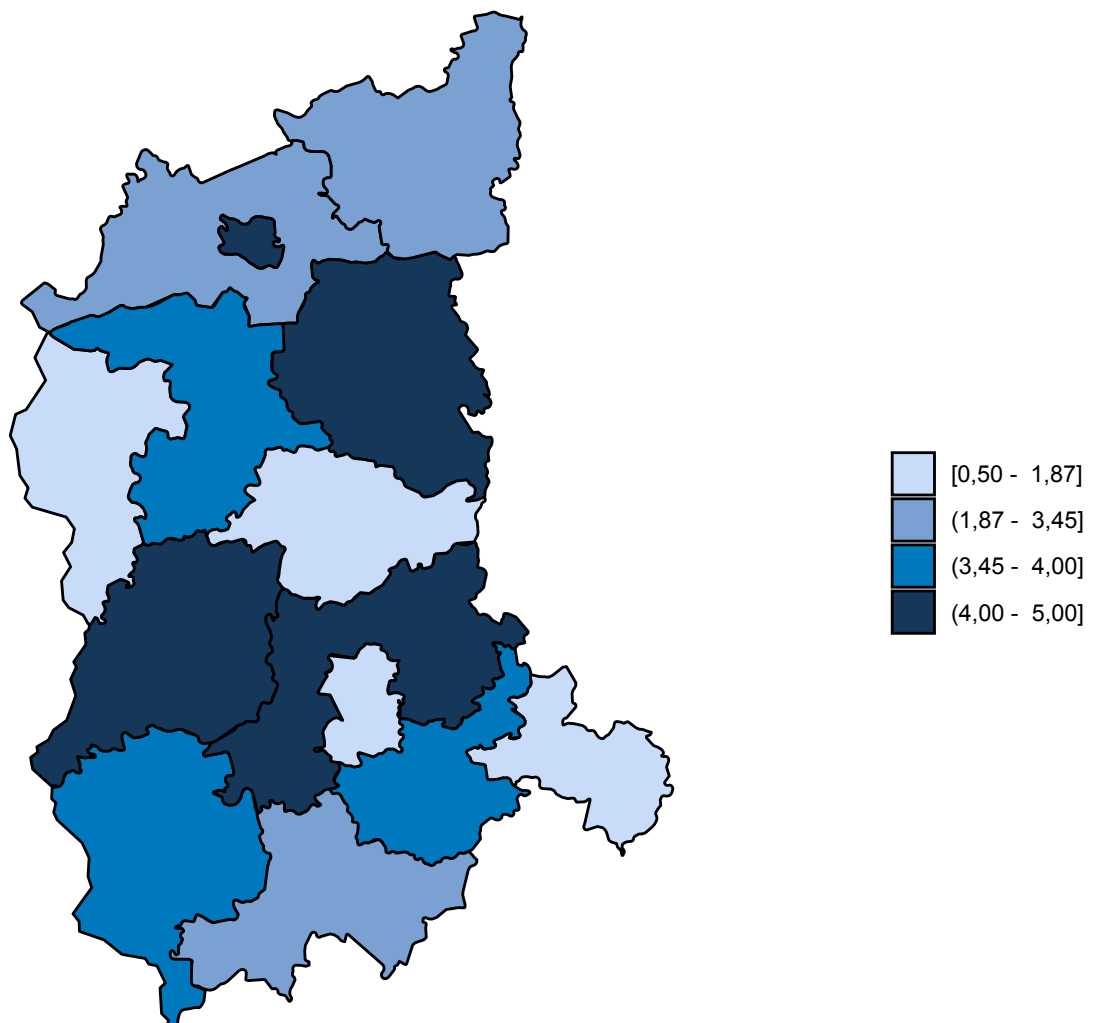 [0,50 -  1,87]
(1,87 -  3,45]
(3,45 -  4,00]
(4,00 -  5,00]